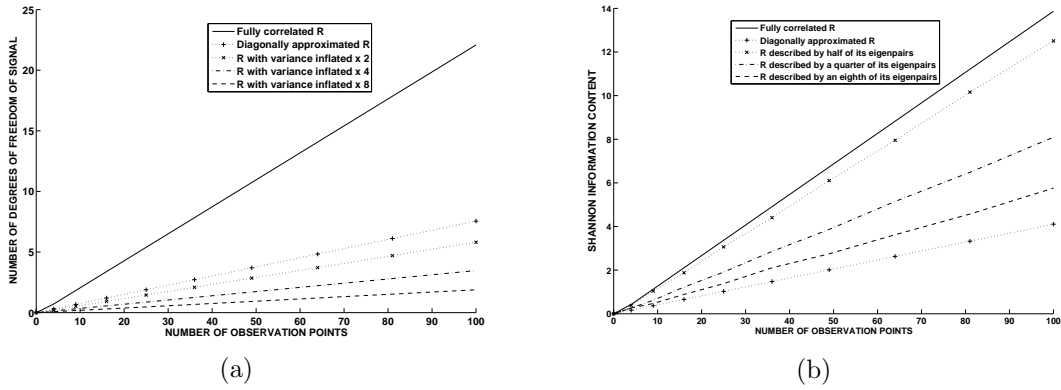 25
20
15
10
5
0
NUMBER OF DEGREES OF FREEDOM OF SIGNAL
Fully correlated R
Diagonally approximated R
R with variance inflated x 2
R with variance inflated x 4
R with variance inflated x 8
0 10 20 30 40 50 60 70 80 90 100
NUMBER OF OBSERVATION POINTS
(a)
14
12
10
8
6
4
2
0
SHANNON INFORMATION CONTENT
Fully correlated R
Diagonally approximated R
R described by half of its eigenpairs
R described by a quarter of its eigenpairs
R described by an eighth of its eigenpairs
0 10 20 30 40 50 60 70 80 90 100
NUMBER OF OBSERVATION POINTS
(b)